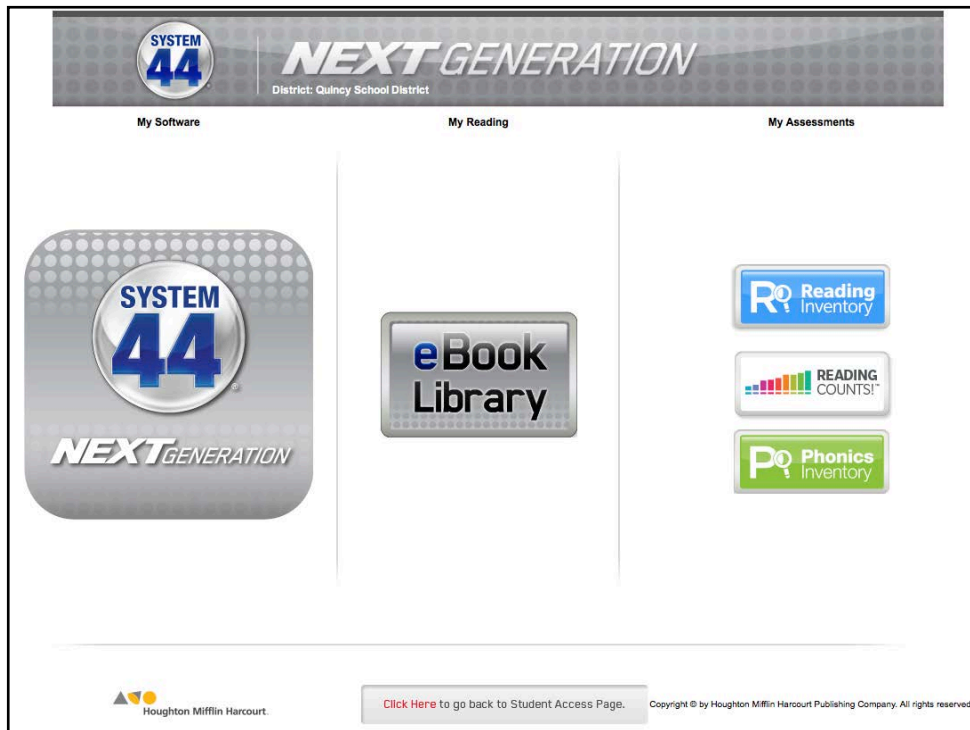 SYSTEM
44
NEXT GENERATION
District: Quincy School District
My Software
My Reading
My Assessments
SYSTEM
44
®
NEXT GENERATION
eBook
Library
Reading
Inventory
READING
COUNTS!™
Phonics
Inventory
Houghton Mifflin Harcourt
Click Here to go back to Student Access Page.
Copyright © by Houghton Mifflin Harcourt Publishing Company. All rights reserved